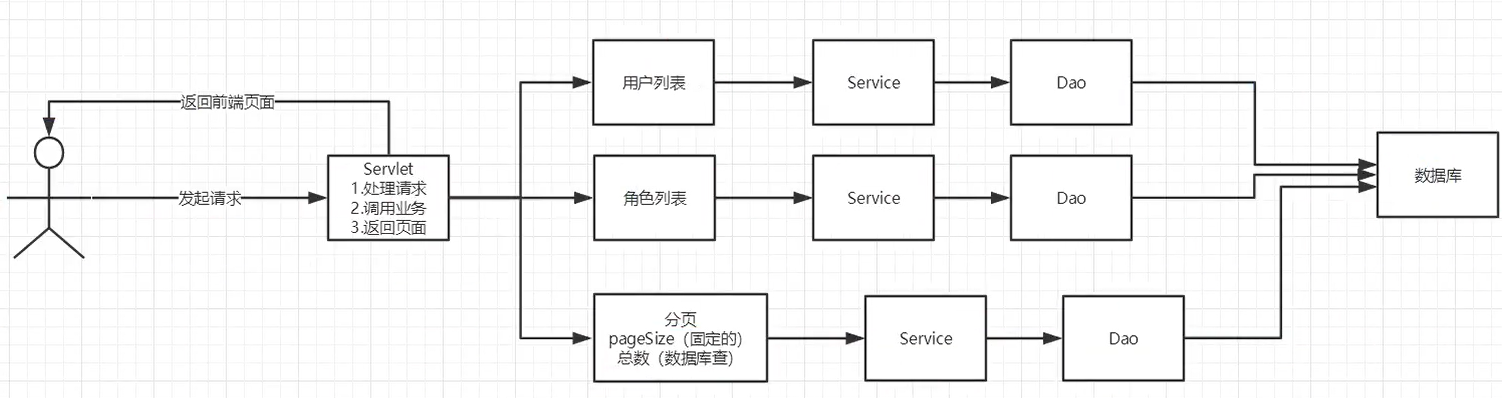 返回前端页面
发起请求
Servlet
1.处理请求
2.调用业务
3.返回页面
用户列表
Service
Dao
角色列表
Service
Dao
分页
pageSize（固定的）
总数（数据库查）
Service
Dao
数据库